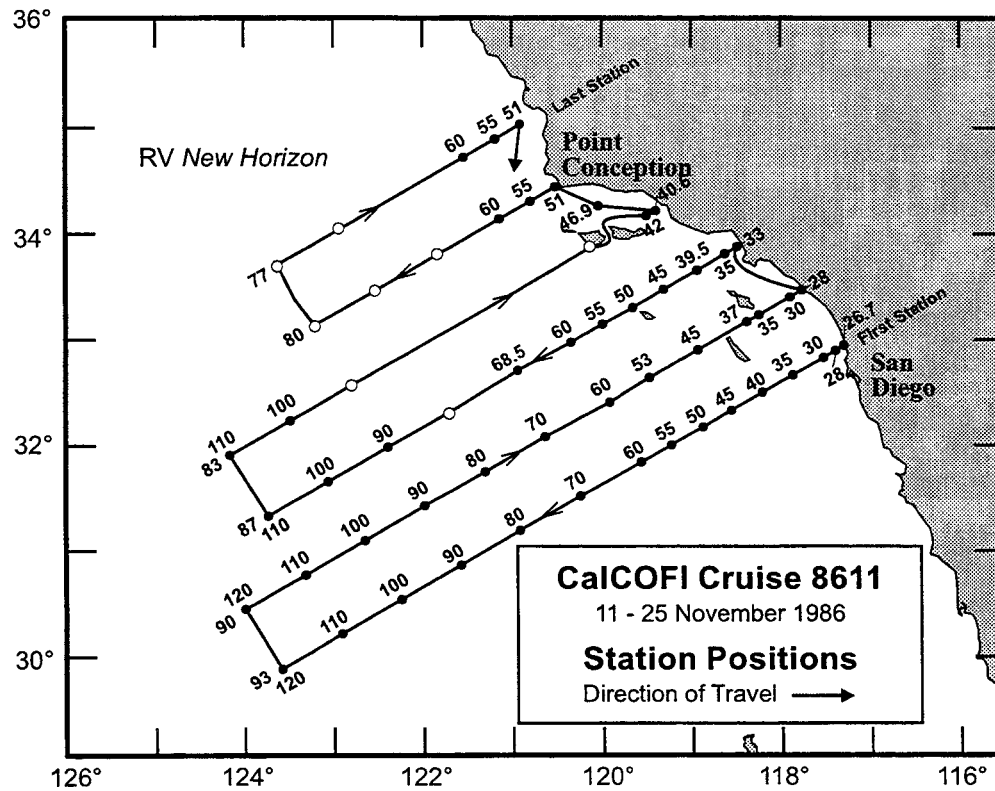 36°
34°
32°
30°
126°
124°
122°
120°
118°
116°
RV New Horizon
Last Station
Point
Conception
First Station
San
Diego
60 55 51
77
80
60 55 51
46.9 40.6
42
110 100
83
87
110 100 90 68.5 60 55 50 45 39.5 35 33
90
120 110 100 90 80 70 60 53 45 37 35 30 28
93
120 110 100 90 80 70 60 55 50 45 40 35 30 28 26.7
CalCOFI Cruise 8611
11 - 25 November 1986
Station Positions
Direction of Travel